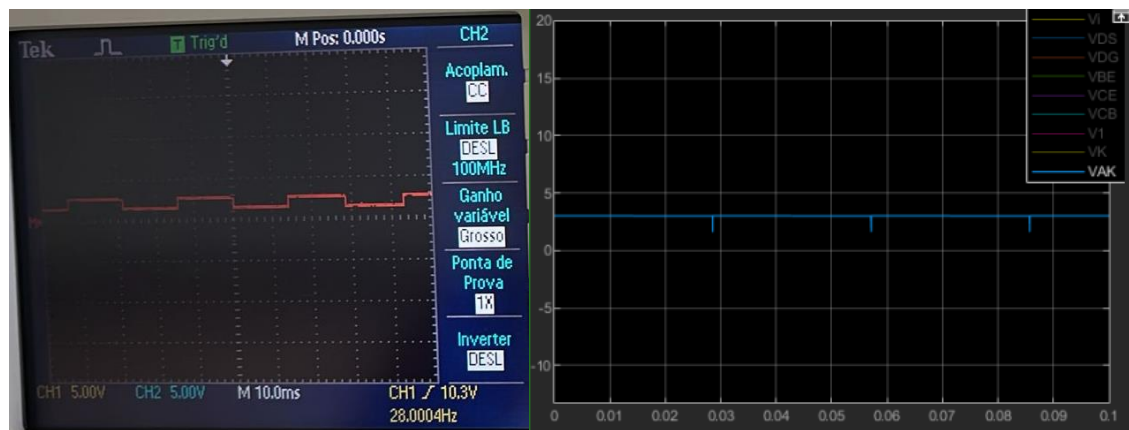 Tek
T Trig'd
M Pos: 0.000s
CH2
Acoplam.
CC
Limite LB
DESL
100MHz
Ganho
variável
Grosso
Ponta de
Prova
1X
Inverter
DESL
CH1 5.00V
CH2 5.00V
M 10.0ms
CH1 10.3V
28.0004Hz
20
15
10
5
0
-5
-10
0
0.01
0.02
0.03
0.04
0.05
0.06
0.07
0.08
0.09
0.1
Vi
VDS
VDG
VBE
VCE
VCB
V1
VK
VAK